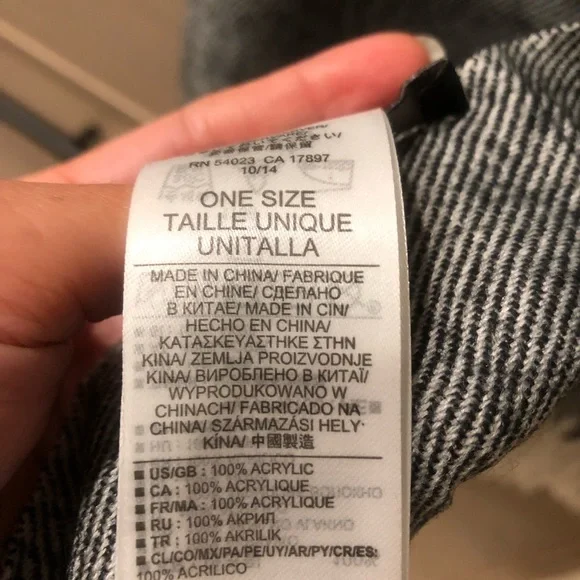 RN 54023 CA 17897
10/14
ONE SIZE
TAILLE UNIQUE
UNITALLA
MADE IN CHINA/ FABRIQUE
EN CHINE/ СДЕЛАНО
В КИТАЕ/ MADE IN CIN/
HECHO EN CHINA/
ΚΑΤΑΣΚΕΥΑΣΤΗΚΕ ΣΤΗΝ
ΚΙΝΑ/ ZEMLJA PROIZVODNJE
KINA/ ВИРОБЛЕНО В КИТАЇ/
WYPRODUKOWANO W
CHINACH/ FABRICADO NA
CHINA/ SZÁRMAZÁSI HELY·
KÍNA/ 中國製造
■ US/GB : 100% ACRYLIC
■ CA : 100% ACRYLIQUE
■ FR/MA : 100% ACRYLIQUE
■ RU : 100% АКРИЛ
■ TR : 100% AKRILIK
■ CL/CO/MX/PA/PE/UY/AR/PY/CR/ES:
100% ACRILICO